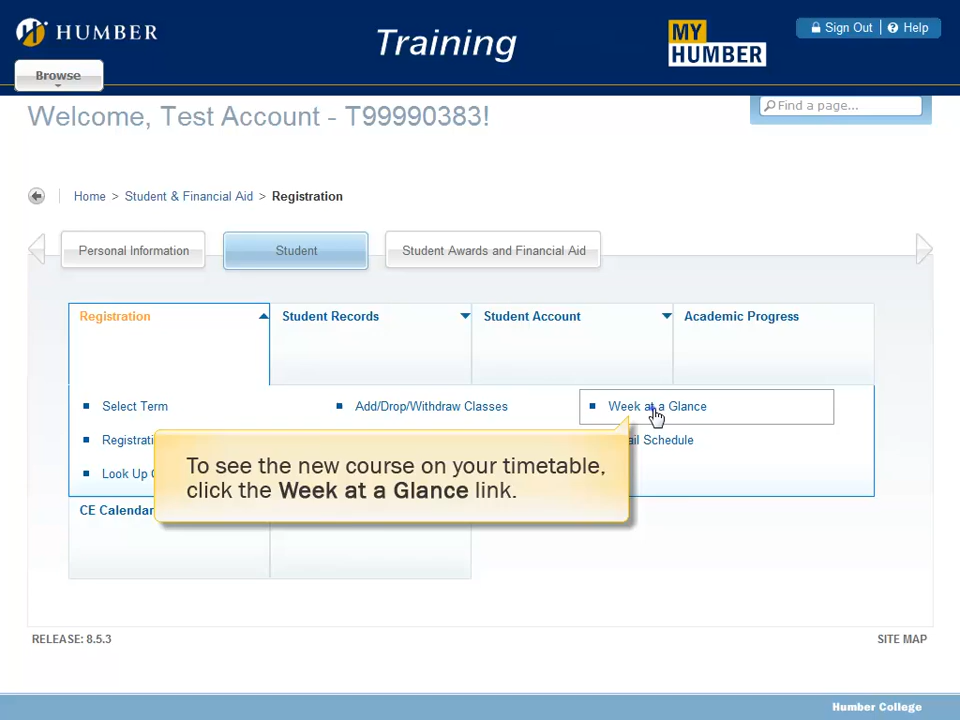 HUMBER
Training
MY
HUMBER
Sign Out
Help
Browse
Welcome, Test Account - T99990383!
Find a page...
Home > Student & Financial Aid > Registration
Personal Information
Student
Student Awards and Financial Aid
Registration
Student Records
Student Account
Academic Progress
Select Term
Add/Drop/Withdraw Classes
Week at a Glance
Schedule
Look Up
To see the new course on your timetable,
click the Week at a Glance link.
CE Calendar
RELEASE: 8.5.3
SITE MAP
Humber College